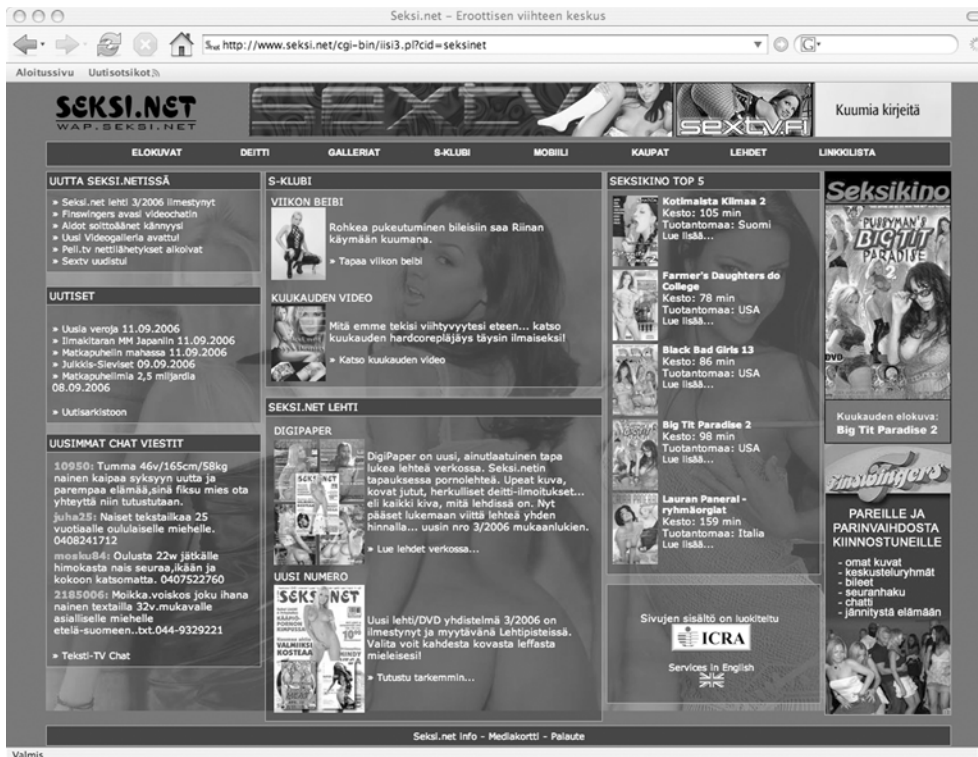 Seksi.net – Eroottisen viihteen keskus
http://www.seksi.net/cgi-bin/iisi3.pl?cid=seksinet
Aloitussivu Uutisotsikot
SEKSI.NET
WAP.SEKSI.NET
sextv
SEXTV.FI
Kuumia kirjeitä
ELOKUVAT DEITTI GALLERIAT S-KLUBI MOBIILI KAUPAT LEHDET LINKKILISTA
UUTTA SEKSI.NETISSÄ
» Seksi.net lehti 3/2006 ilmestynyt
» Finswingers avasi videochatin
» Aidot soittoäänet kännyysi
» Uusi Videogalleria avattu!
» Peli.tv nettilähetykset alkoivat
» Sextv uudistui
UUTISET
» Uusia veroja 11.09.2006
» Ilmakitaran MM Japaniin 11.09.2006
» Matkapuhelin mahassa 11.09.2006
» Julkkis-Sieviset 09.09.2006
» Matkapuhelimia 2,5 miljardia
08.09.2006
» Uutisarkistoon
UUSIMMAT CHAT VIESTIT
10950: Tumma 46v/165cm/58kg
nainen kaipaa syksyyn uutta ja
parempaa elämää,sinä fiksu mies ota
yhteyttä niin tutustutaan.
juha25: Naiset tekstailkaa 25
vuotiaalle oululaiselle miehelle.
0408241712
mosku84: Oulusta 22w jätkälle
himokasta nais seuraa,ikään ja
kokoon katsomatta. 0407522760
2185006: Moikka.voiskos joku ihana
nainen textailla 32v.mukavalle
asialliselle miehelle
etelä-suomeen..txt.044-9329221
» Teksti-TV Chat
S-KLUBI
VIIKON BEIBI
Rohkea pukeutuminen bileisiin saa Riinan
käymään kuumana.
» Tapaa viikon beibi
KUUKAUDEN VIDEO
Mitä emme tekisi viihtyvyytesi eteen... katso
kuukauden hardcorepläjäys täysin ilmaiseksi!
» Katso kuukauden video
SEKSI.NET LEHTI
DIGIPAPER
DigiPaper on uusi, ainutlaatuinen tapa
lukea lehteä verkossa. Seksi.netin
tapauksessa pornolehteä. Upeat kuva,
kovat jutut, herkulliset deitti-ilmoitukset...
eli kaikki kiva, mitä lehdissä on. Nyt
pääset lukemaan viittä lehteä yhden
hinnalla... uusin nro 3/2006 mukaanlukien.
» Lue lehdet verkossa...
UUSI NUMERO
SEKSI.NET
VALMIIKSI
KOSTEAA
Uusi lehti/DVD yhdistelmä 3/2006 on
ilmestynyt ja myytävänä Lehtipisteissä.
Valita voit kahdesta kovasta leffasta
mieleisesi!
» Tutustu tarkemmin...
SEKSIKINO TOP 5
Kotimaista Kiimaa 2
Kesto: 105 min
Tuotantomaa: Suomi
Lue lisää...
Farmer's Daughters do
College
Kesto: 78 min
Tuotantomaa: USA
Lue lisää...
Black Bad Girls 13
Kesto: 86 min
Tuotantomaa: USA
Lue lisää...
Big Tit Paradise 2
Kesto: 98 min
Tuotantomaa: USA
Lue lisää...
Lauran Paneral -
ryhmäorgiat
Kesto: 159 min
Tuotantomaa: Italia
Lue lisää...
Sivujen sisältö on luokiteltu
ICRA
Services in English
Seksikino
PUSSYMAN'S
BIG TIT
PARADISE
2
DVD
Kuukauden elokuva:
Big Tit Paradise 2
FinSwingers
PAREILLE JA
PARINVAIHDOSTA
KIINNOSTUNEILLE
- omat kuvat
- keskusteluryhmät
- bileet
- seuranhaku
- chatti
- jännitystä elämään
Seksi.net Info - Mediakortti - Palaute
Valmis